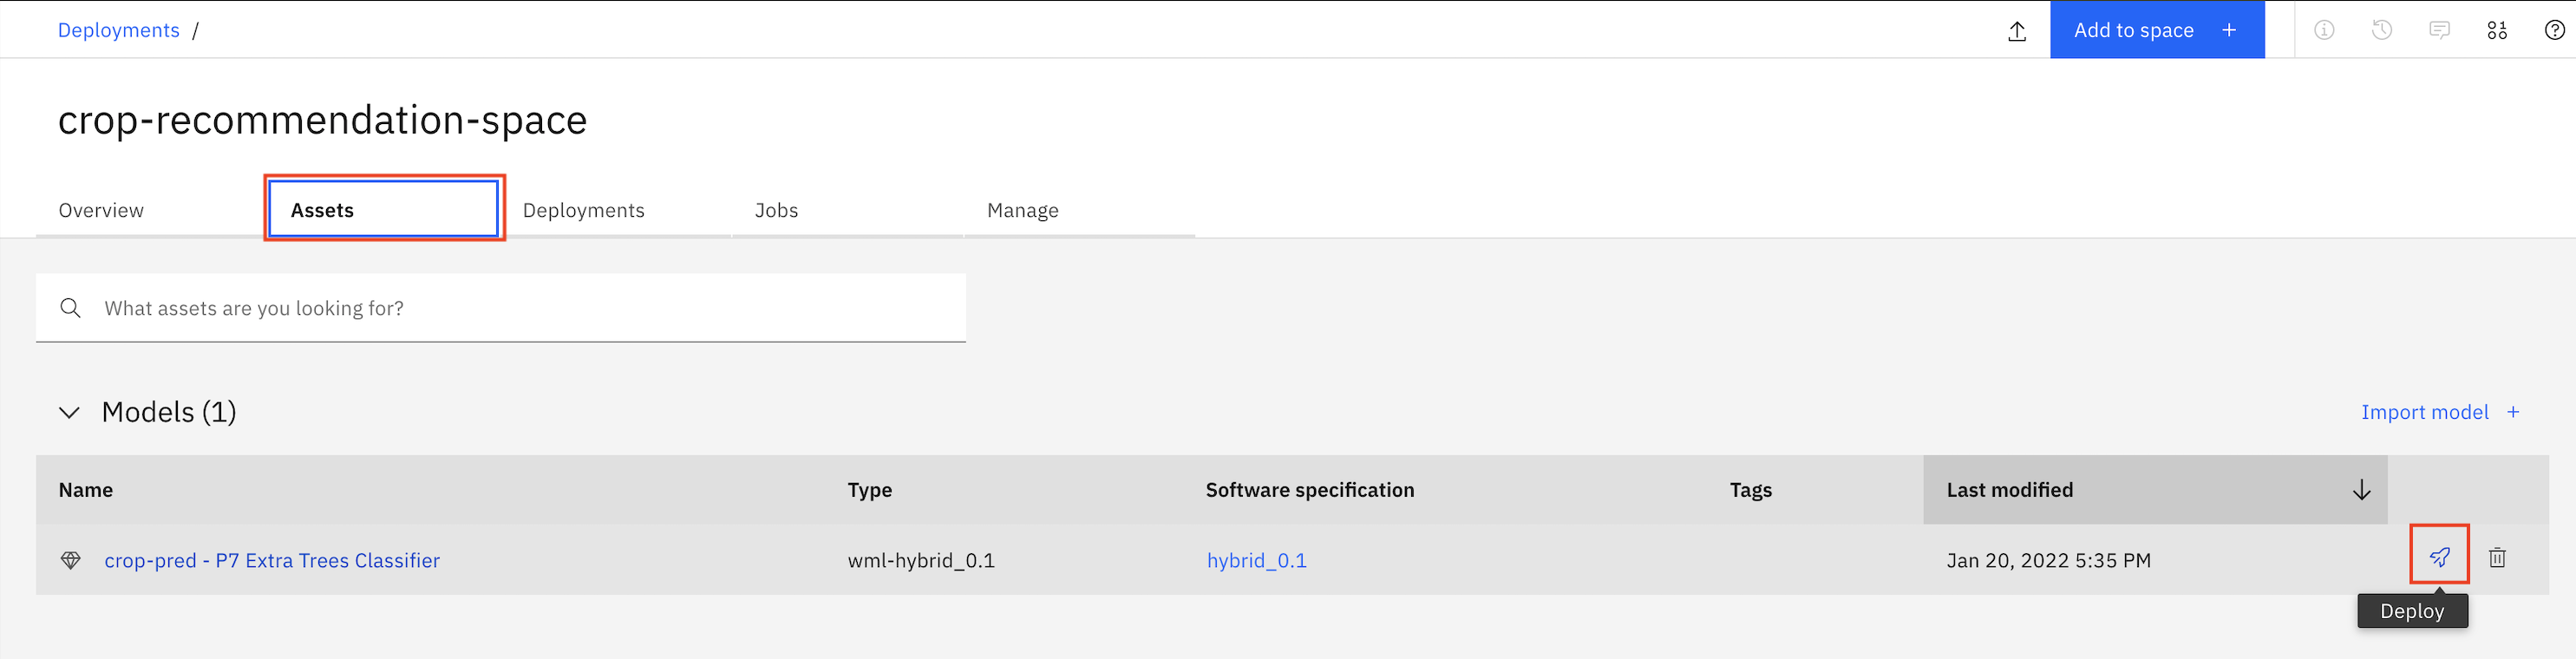 Deployments /
Add to space +
crop-recommendation-space
Overview Assets Deployments Jobs Manage
What assets are you looking for?
Models (1)
Import model +
Name Type Software specification Tags Last modified
crop-pred - P7 Extra Trees Classifier wml-hybrid_0.1 hybrid_0.1 Jan 20, 2022 5:35 PM
Deploy